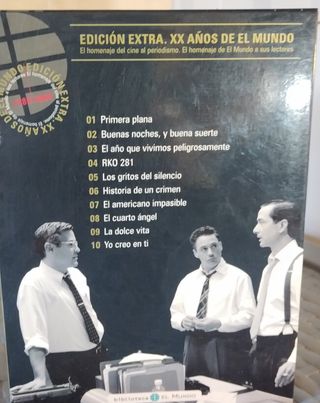 EDICIÓN EXTRA. XX AÑOS DE EL MUNDO
El homenaje del cine al periodismo. El homenaje de El Mundo a sus lectores
01 Primera plana
02 Buenas noches, y buena suerte
03 El año que vivimos peligrosamente
04 RKO 281
05 Los gritos del silencio
06 Historia de un crimen
07 El americano impasible
08 El cuarto ángel
09 La dolce vita
10 Yo creo en ti
biblioteca EL MUNDO